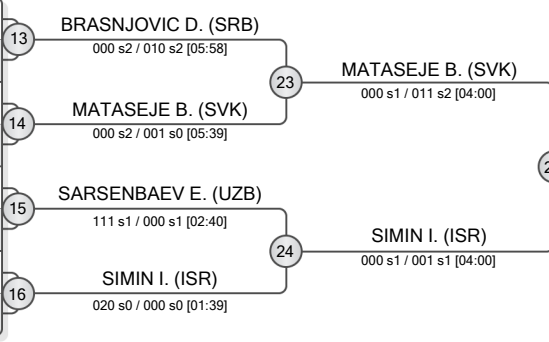 13
BRASNJOVIC D. (SRB)
000 s2 / 010 s2 [05:58]
23
MATASEJE B. (SVK)
000 s1 / 011 s2 [04:00]
14
MATASEJE B. (SVK)
000 s2 / 001 s0 [05:39]
15
SARSENBAEV E. (UZB)
111 s1 / 000 s1 [02:40]
24
SIMIN I. (ISR)
000 s1 / 001 s1 [04:00]
16
SIMIN I. (ISR)
020 s0 / 000 s0 [01:39]